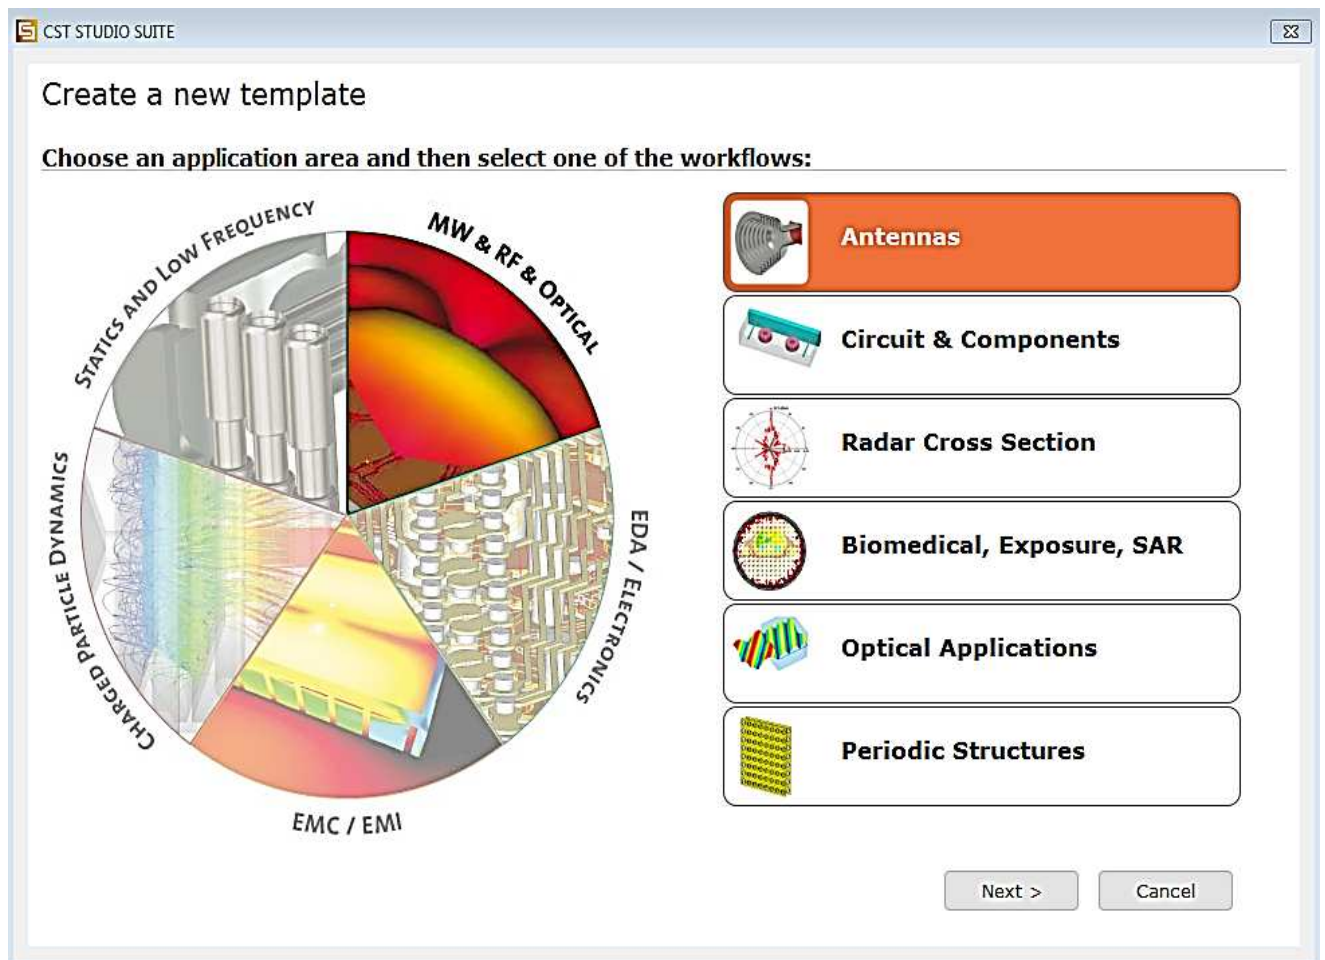 CST STUDIO SUITE
Create a new template
Choose an application area and then select one of the workflows:
STATICS AND LOW FREQUENCY
MW & RF & OPTICAL
EDA / ELECTRONICS
EMC / EMI
CHARGED PARTICLE DYNAMICS
Antennas
Circuit & Components
Radar Cross Section
Biomedical, Exposure, SAR
Optical Applications
Periodic Structures
Next >
Cancel